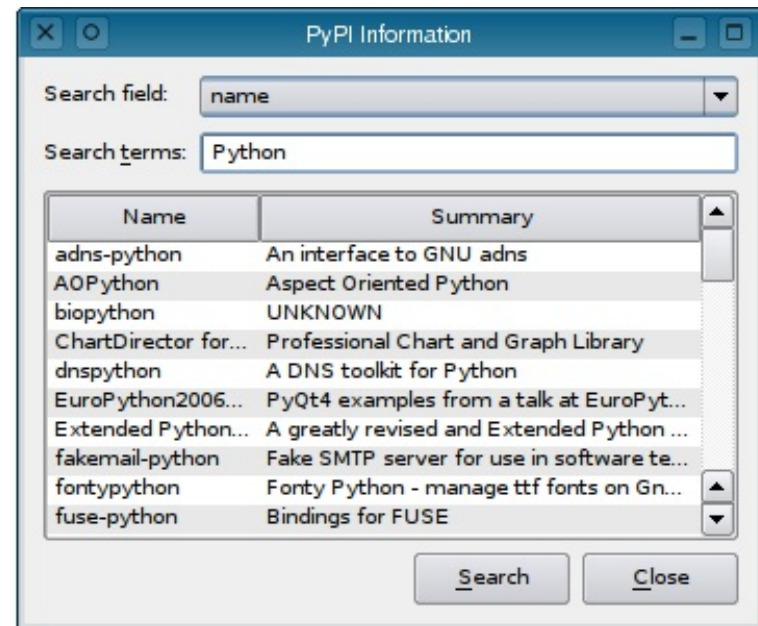 PyPI Information
Search field: name
Search terms: Python
Name Summary
adns-python An interface to GNU adns
AOPython Aspect Oriented Python
biopython UNKNOWN
ChartDirector for... Professional Chart and Graph Library
dnspython A DNS toolkit for Python
EuroPython2006... PyQt4 examples from a talk at EuroPyt...
Extended Python... A greatly revised and Extended Python ...
fakemail-python Fake SMTP server for use in software te...
fontypython Fonty Python - manage ttf fonts on Gn...
fuse-python Bindings for FUSE
Search Close